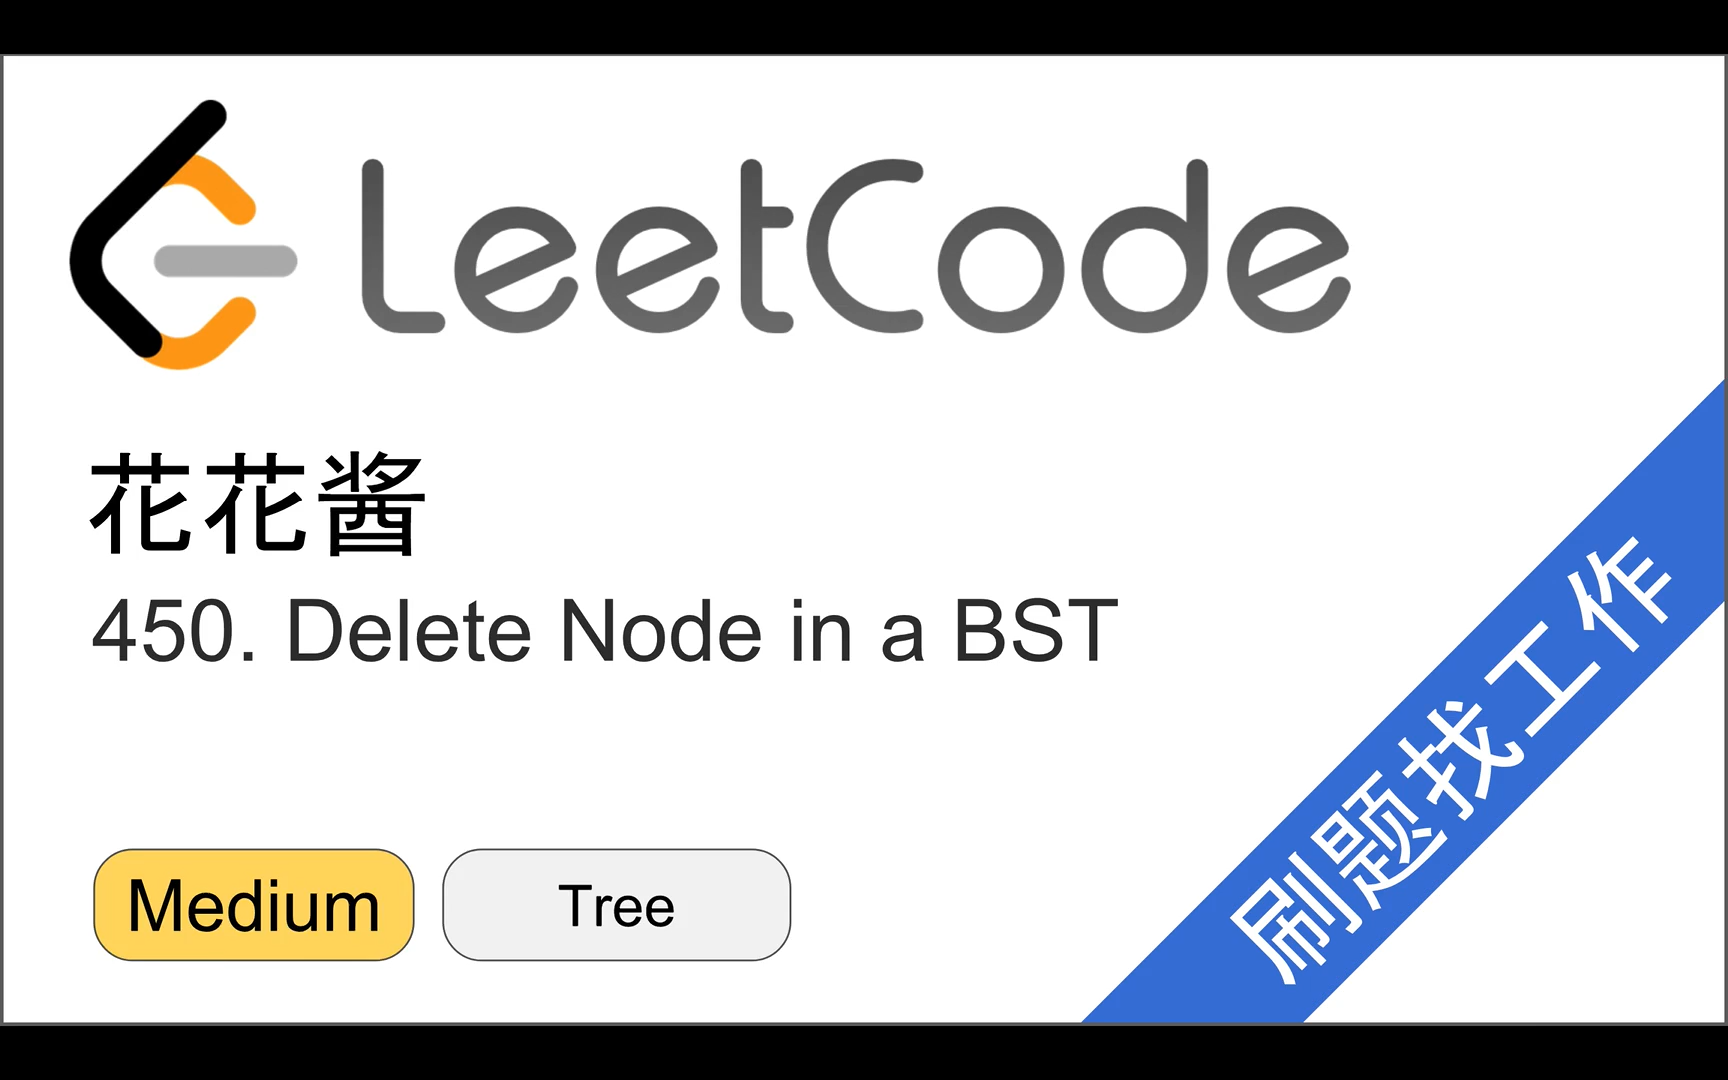 LeetCode
花花酱
450. Delete Node in a BST
Medium
Tree
刷题找工作